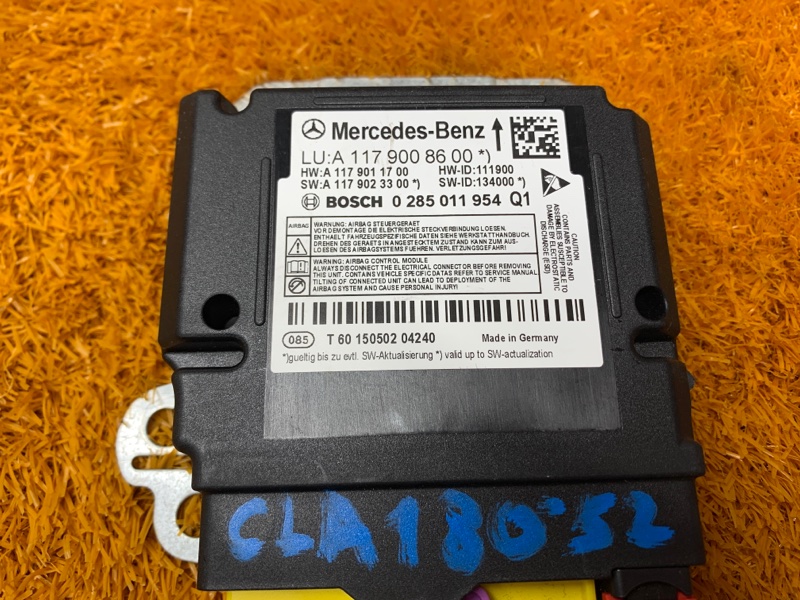 Mercedes-Benz
LU:A 117 900 86 00 *)
HW:A 117 901 17 00 HW-ID:111900
SW:A 117 902 33 00 *) SW-ID:134000 *)
BOSCH 0 285 011 954 Q1
AIRBAG
WARNUNG: AIRBAG STEUERGERAET
VOR DEMONTAGE DIE ELEKTRISCHE STECKVERBINDUNG LOESEN.
ENTHAELT FAHRZEUGSPEZIFISCHE DATEN SIEHE WERKSTATTHANDBUCH.
DREHEN DES GERAETS IN ANGESTECKTEM ZUSTAND KANN ZUM AUS-
LOESEN DES AIRBAGSYSTEMS FUEHREN. VERLETZUNGSGEFAHR!
WARNING: AIRBAG CONTROL MODULE
ALWAYS DISCONNECT THE ELECTRICAL CONNECTOR BEFORE REMOVING
THIS UNIT. CONTAINS VEHICLE SPECIFIC DATAS REFER TO SERVICE MANUAL
TILTING OF CONNECTED UNIT CAN LEAD TO DEPLOYMENT OF THE
AIRBAG SYSTEM AND CAUSE PERSONAL INJURY!
CAUTION
CONTAINS PARTS AND
ASSEMBLIES SUSCEPTIBLE TO
DAMAGE BY ELECTROSTATIC
DISCHARGE (ESD)
085 T 60 150502 04240 Made in Germany
*)gueltig bis zu evtl. SW-Aktualisierung *) valid up to SW-actualization
CLA180-52